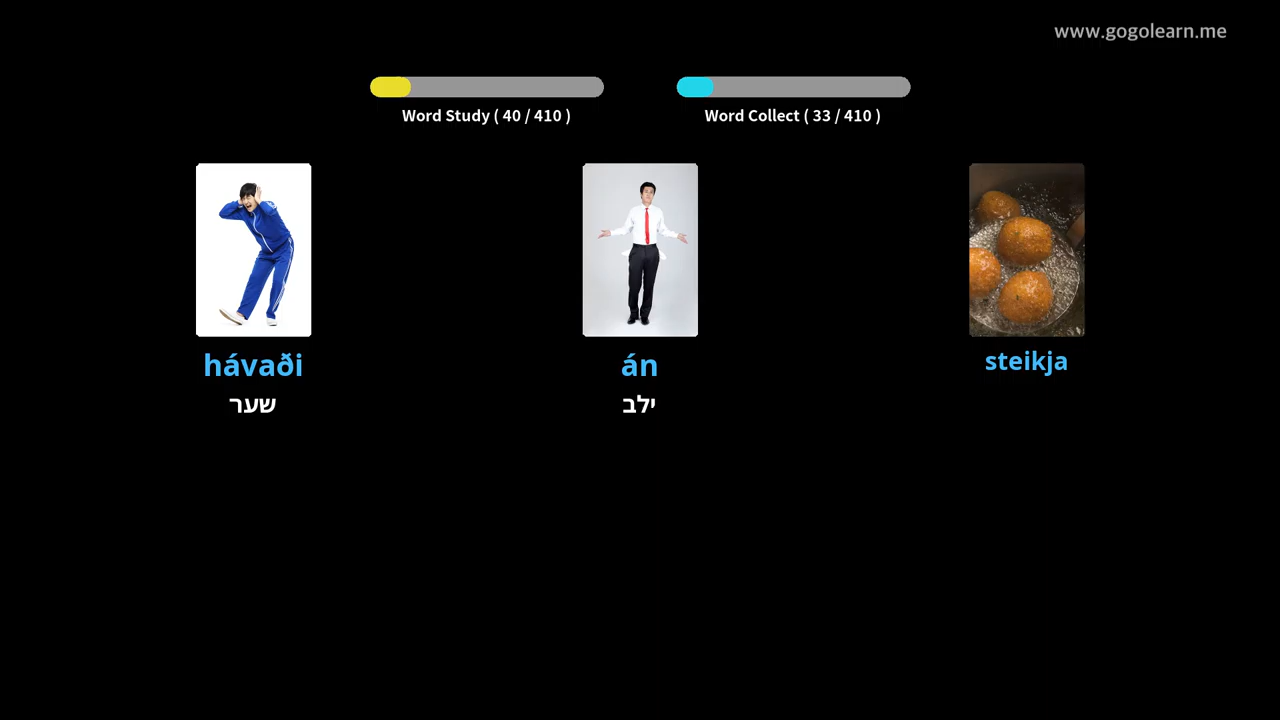 www.gogolearn.me
Word Study ( 40 / 410 )
Word Collect ( 33 / 410 )
hávaði
שער
án
ילב
steikja